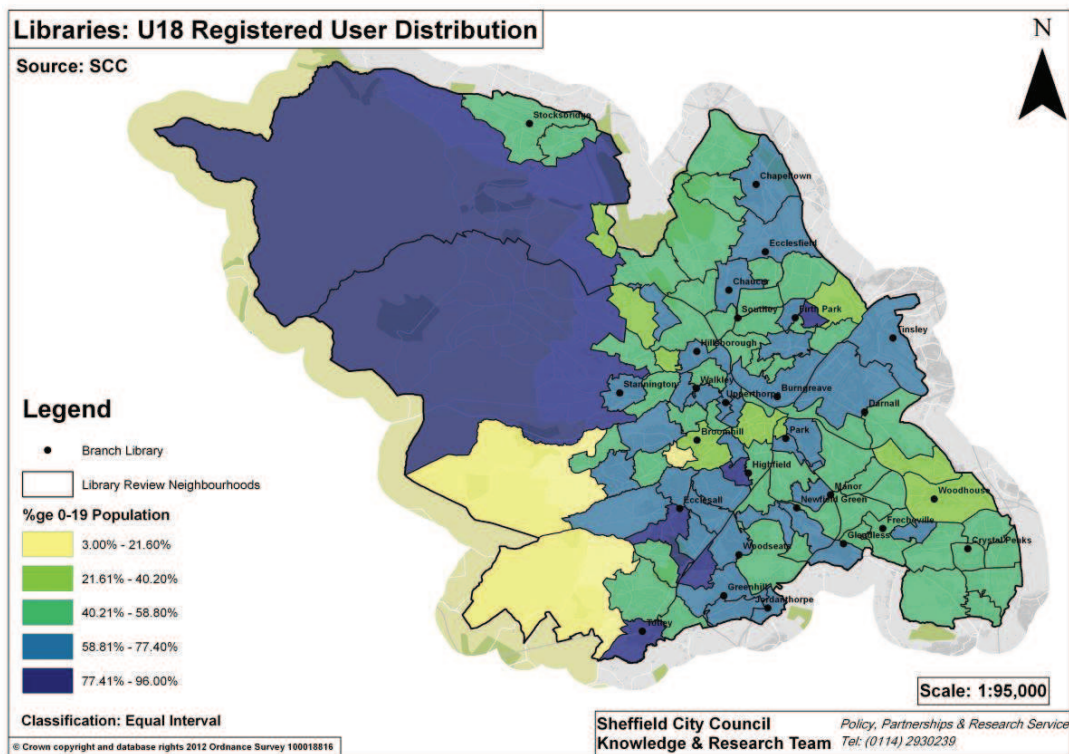 Libraries: U18 Registered User Distribution
Source: SCC
N
Stocksbridge
Chapeltown
Ecclesfield
Chaucer
Southey
Firth Park
Tinsley
Hillsborough
Stannington
Walkley
Upperthorpe
Burngreave
Darnall
Broomhill
Park
Highfield
Manor
Woodhouse
Ecclesall
Newfield Green
Frecheville
Gleadless
Crystal Peaks
Woodseats
Greenhill
Jordanthorpe
Totley
Legend
Branch Library
Library Review Neighbourhoods
%ge 0-19 Population
3.00% - 21.60%
21.61% - 40.20%
40.21% - 58.80%
58.81% - 77.40%
77.41% - 96.00%
Classification: Equal Interval
© Crown copyright and database rights 2012 Ordnance Survey 100018816
Scale: 1:95,000
Sheffield City Council
Knowledge & Research Team
Policy, Partnerships & Research Service
Tel: (0114) 2930239